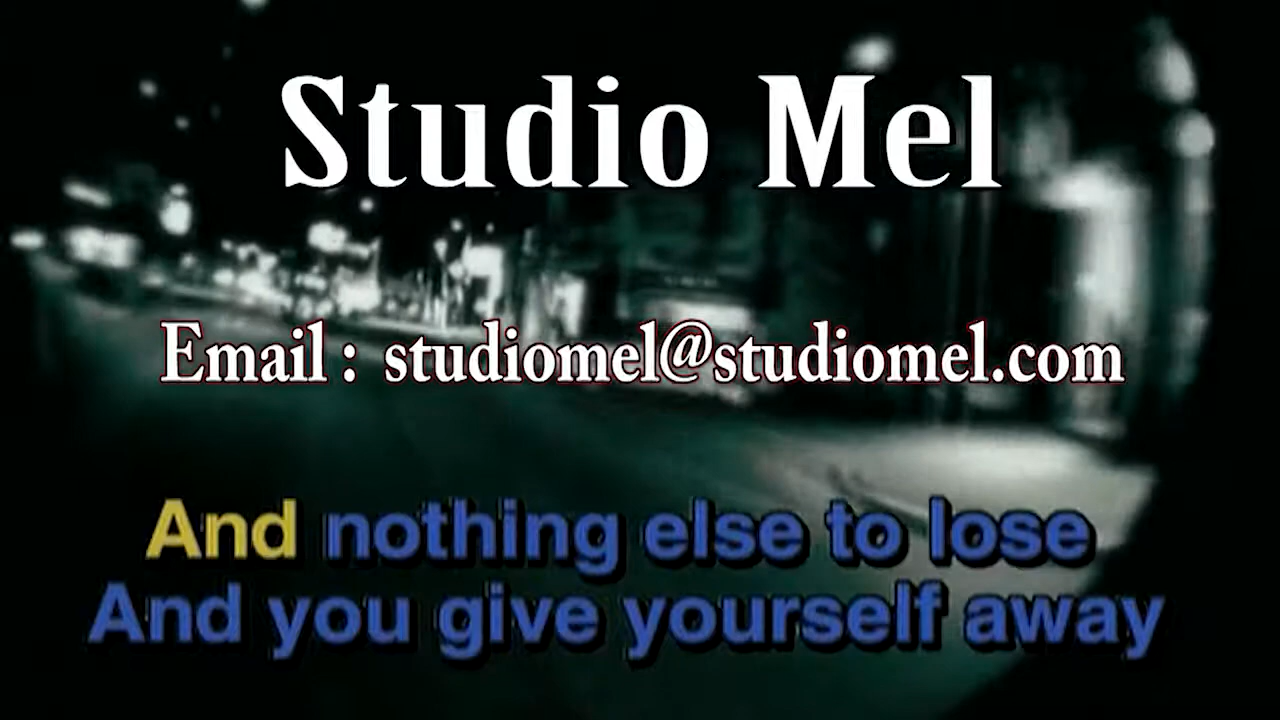 Studio Mel
Email : studiomel@studiomel.com
And nothing else to lose
And you give yourself away